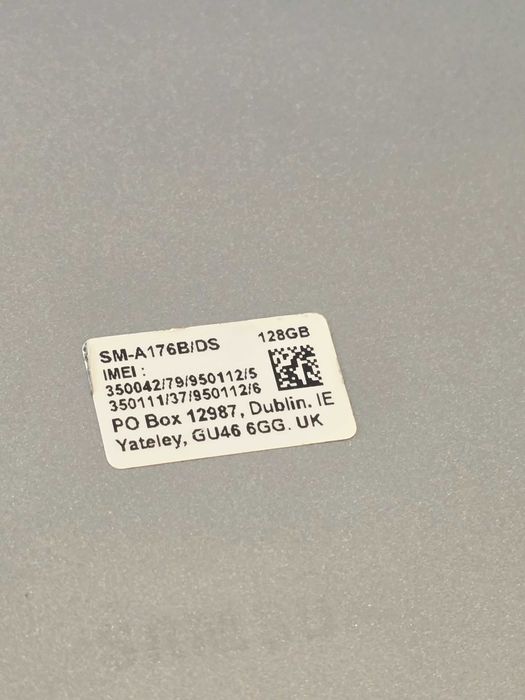 SM-A176B/DS 128GB
IMEI :
350042/79/950112/5
350111/37/950112/6
PO Box 12987, Dublin. IE
Yateley, GU46 6GG. UK